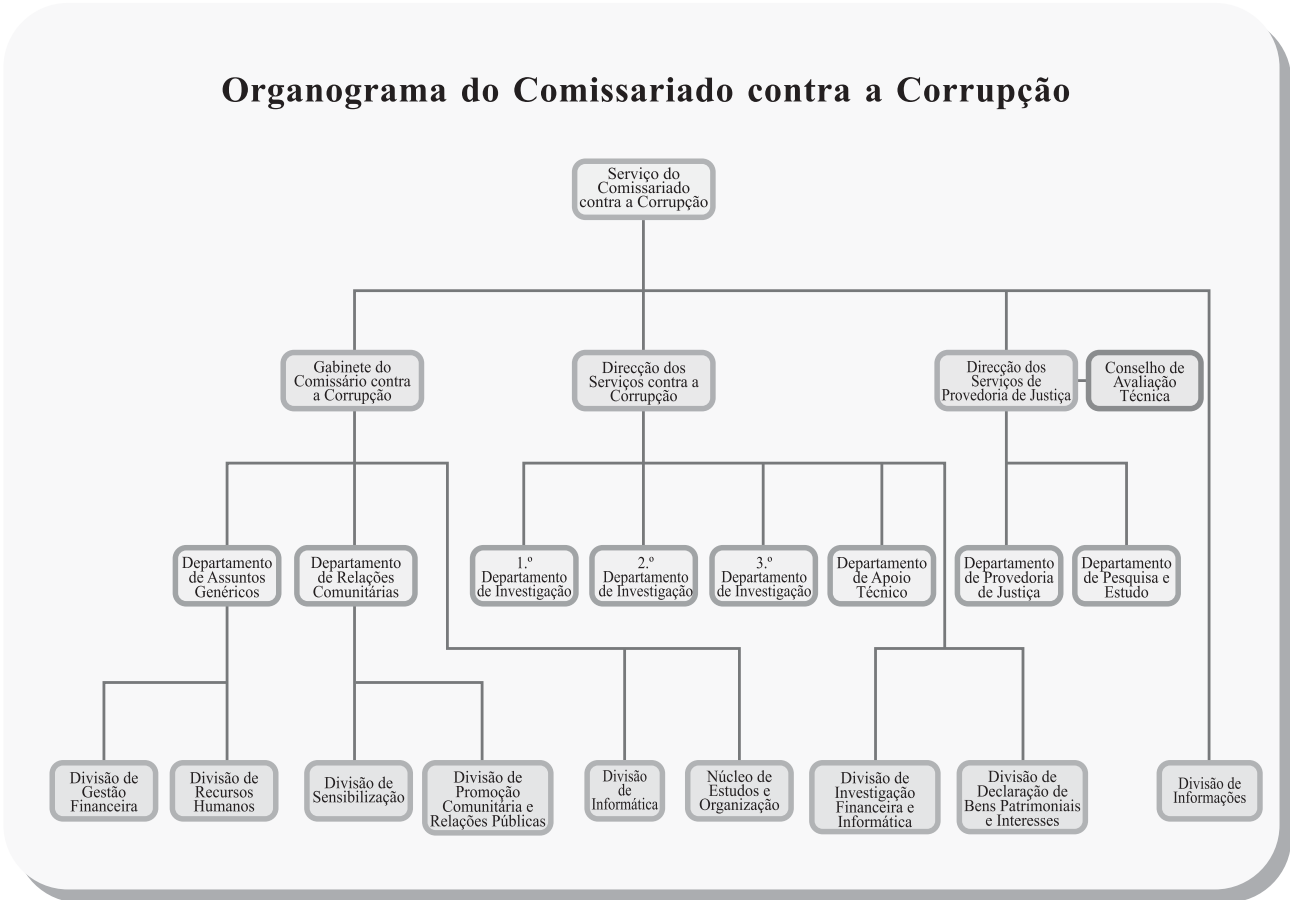 Organograma do Comissariado contra a Corrupção
Serviço do
Comissariado
contra a Corrupção
Gabinete do
Comissário contra
a Corrupção
Direcção dos
Serviços contra a
Corrupção
Direcção dos
Serviços de
Provedoria de Justiça
Conselho de
Avaliação
Técnica
Departamento
de Assuntos
Genéricos
Departamento
de Relações
Comunitárias
1.º
Departamento
de Investigação
2.º
Departamento
de Investigação
3.º
Departamento
de Investigação
Departamento
de Apoio
Técnico
Departamento
de Provedoria
de Justiça
Departamento
de Pesquisa e
Estudo
Divisão de
Gestão
Financeira
Divisão de
Recursos
Humanos
Divisão de
Sensibilização
Divisão de
Promoção
Comunitária e
Relações Públicas
Divisão
de
Informática
Núcleo de
Estudos e
Organização
Divisão de
Investigação
Financeira e
Informática
Divisão de
Declaração de
Bens Patrimoniais
e Interesses
Divisão de
Informações